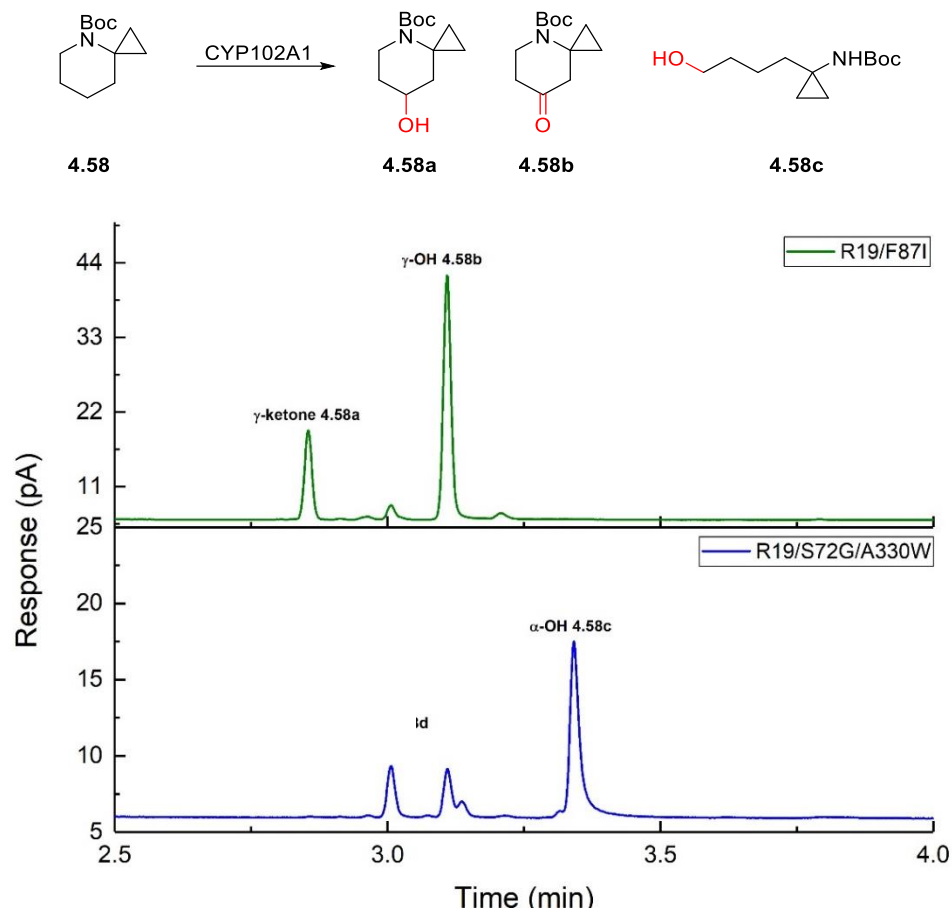 Boc
N
CYP102A1
Boc
N
OH
Boc
N
O
HO
NHBoc
4.58
4.58a
4.58b
4.58c
R19/F87I
γ-OH 4.58b
γ-ketone 4.58a
44
33
22
11
25
R19/S72G/A330W
α-OH 4.58c
d
20
15
10
5
2.5
3.0
3.5
4.0
Response (pA)
Time (min)